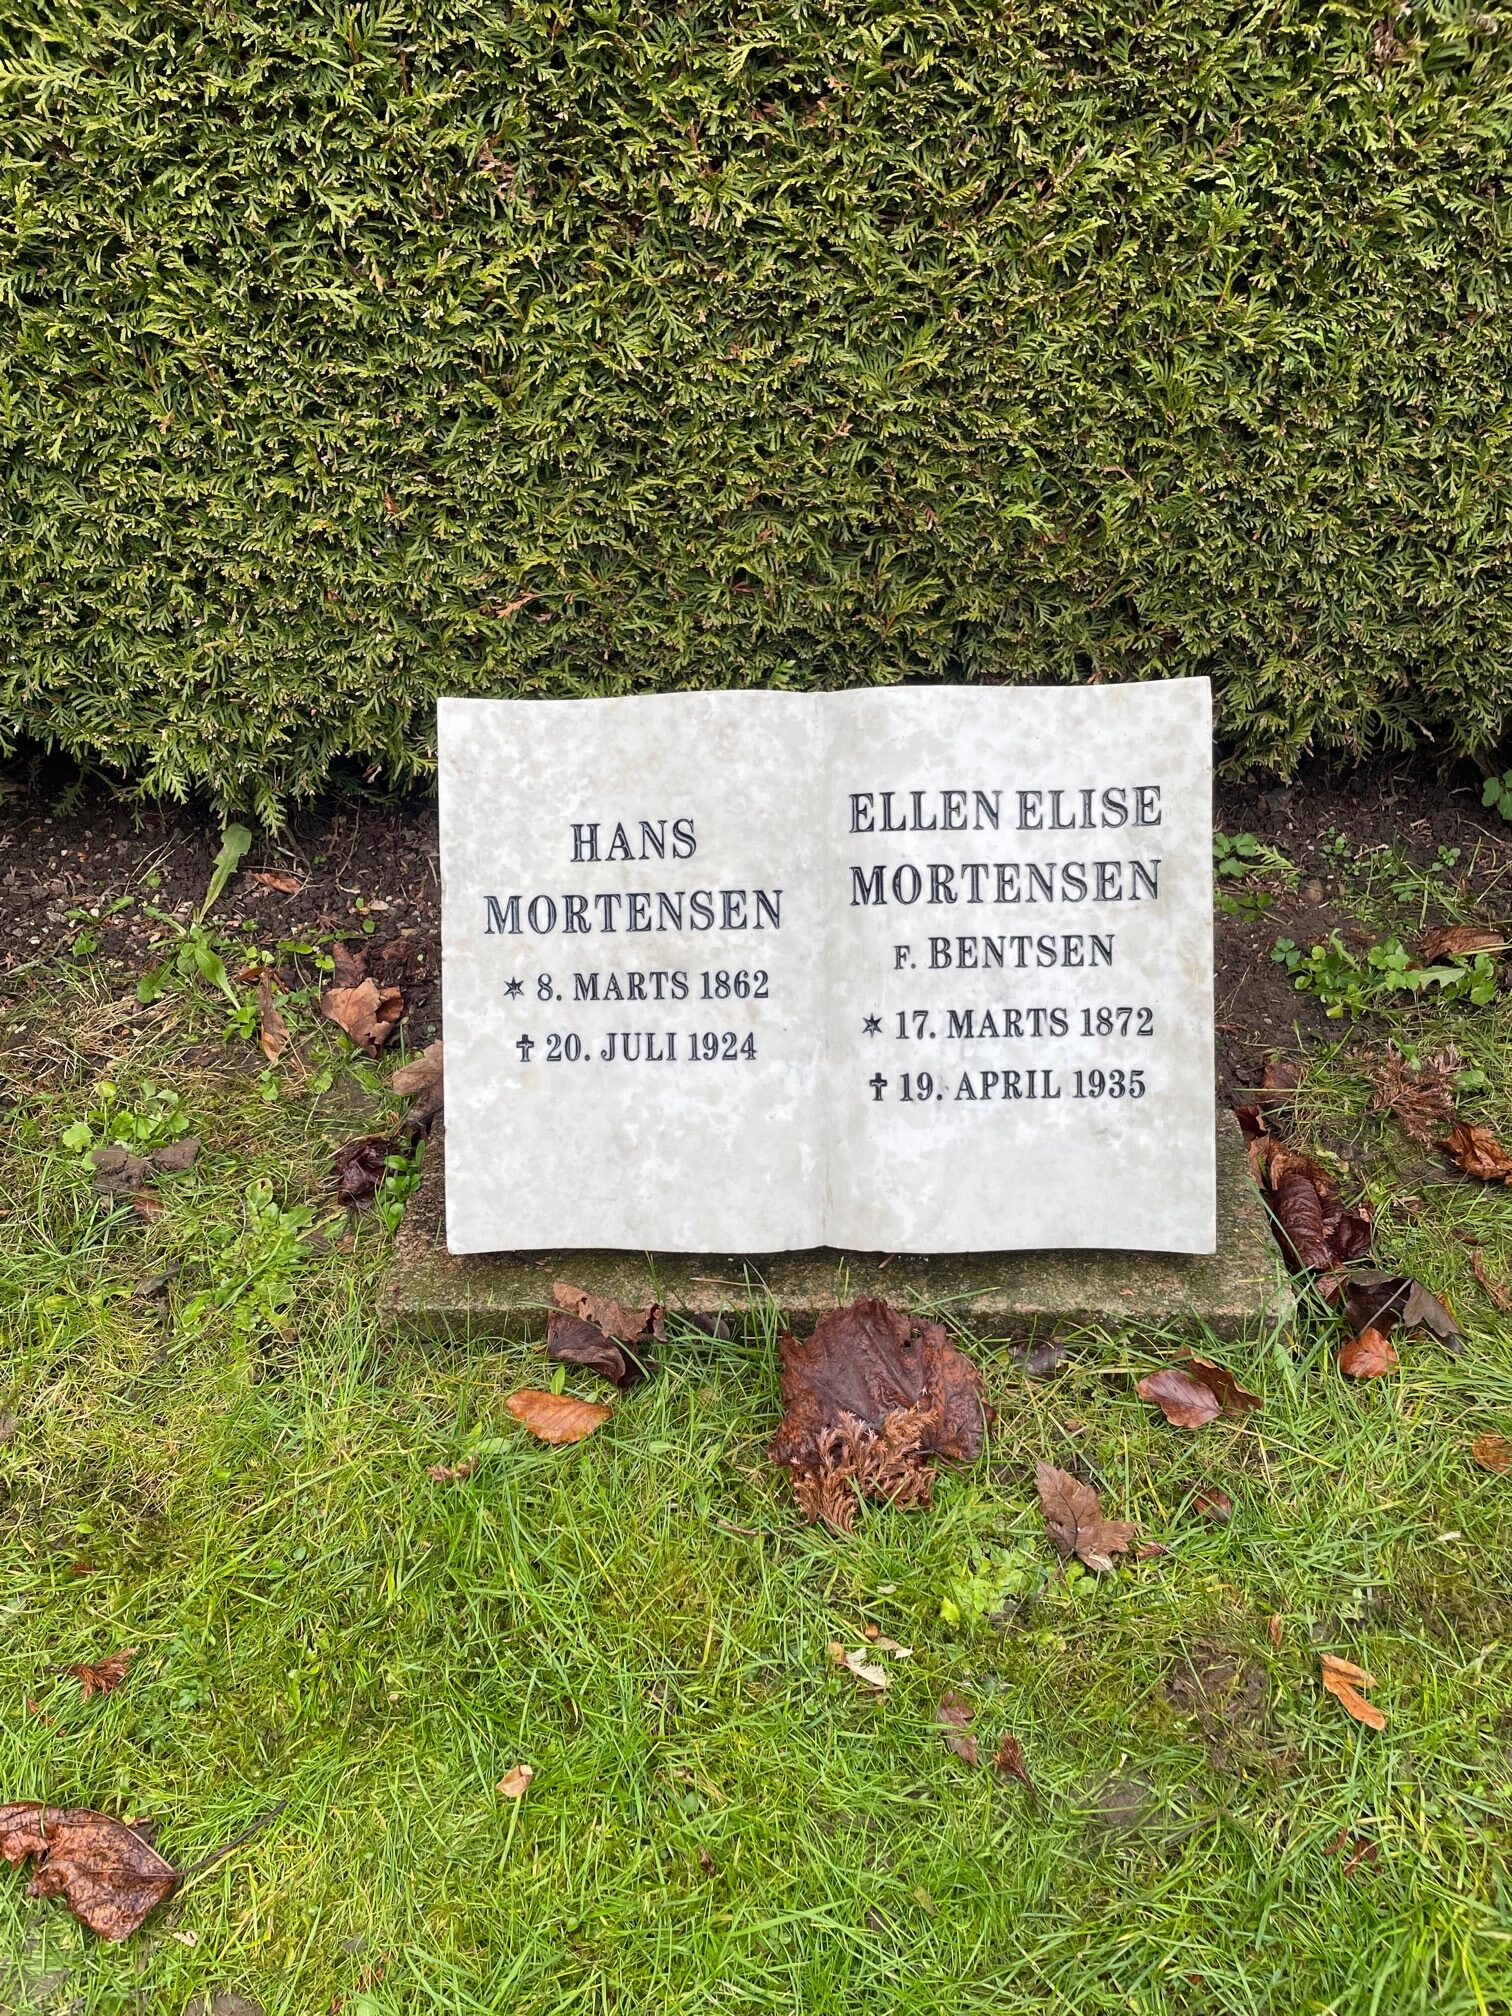 HANS
MORTENSEN
* 8. MARTS 1862
✝ 20. JULI 1924
ELLEN ELISE
MORTENSEN
F. BENTSEN
* 17. MARTS 1872
✝ 19. APRIL 1935